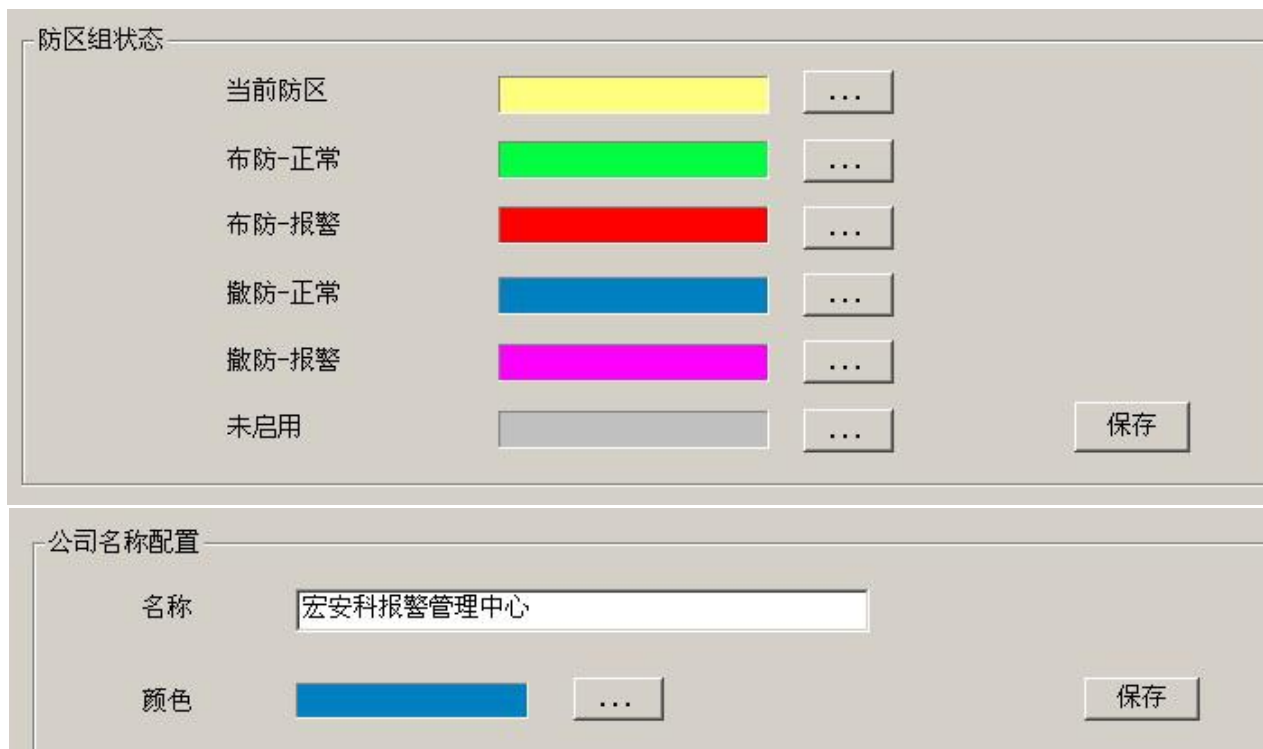 防区组状态
当前防区 ...
布防-正常 ...
布防-报警 ...
撤防-正常 ...
撤防-报警 ...
未启用 ... 保存
公司名称配置
名称 宏安科报警管理中心
颜色 ... 保存